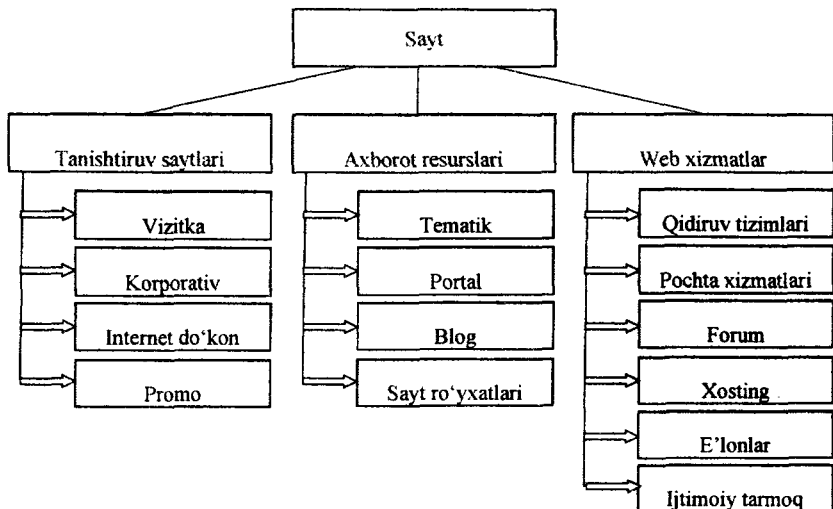 Sayt
Tanishtiruv saytlari
Vizitka
Korporativ
Internet do‘kon
Promo
Axborot resurslari
Tematik
Portal
Blog
Sayt ro‘yxatlari
Web xizmatlar
Qidiruv tizimlari
Pochta xizmatlari
Forum
Xosting
E’lonlar
Ijtimoiy tarmoq